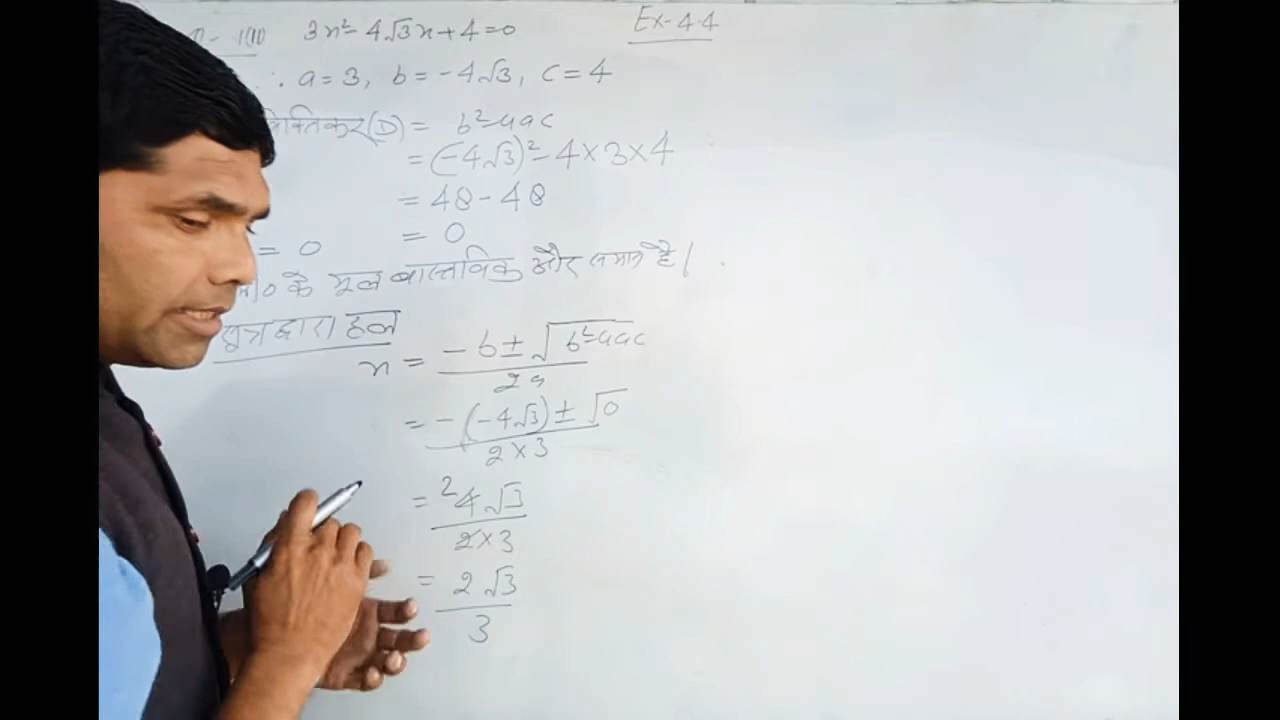 3x² - 4√3x + 4 = 0 Ex-4.4
∴ a = 3, b = -4√3, c = 4
(D) = b² - 4ac
= (-4√3)² - 4×3×4
= 48 - 48
= 0
= 0
के मूल वास्तविक और समान है।
सूत्र द्वारा हल
x = -b ± √b²-4ac / 2a
= -(-4√3) ± √0 / 2×3
= ²4√3 / 2×3
= 2√3 / 3